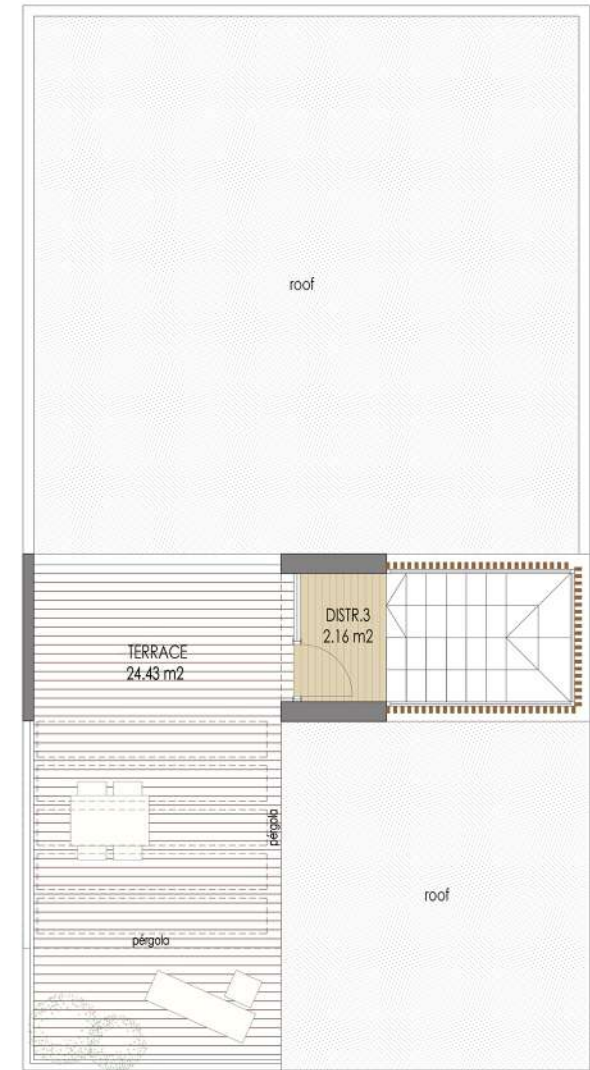 roof
DISTR.3
2.16 m2
TERRACE
24.43 m2
pérgola
roof
pérgola